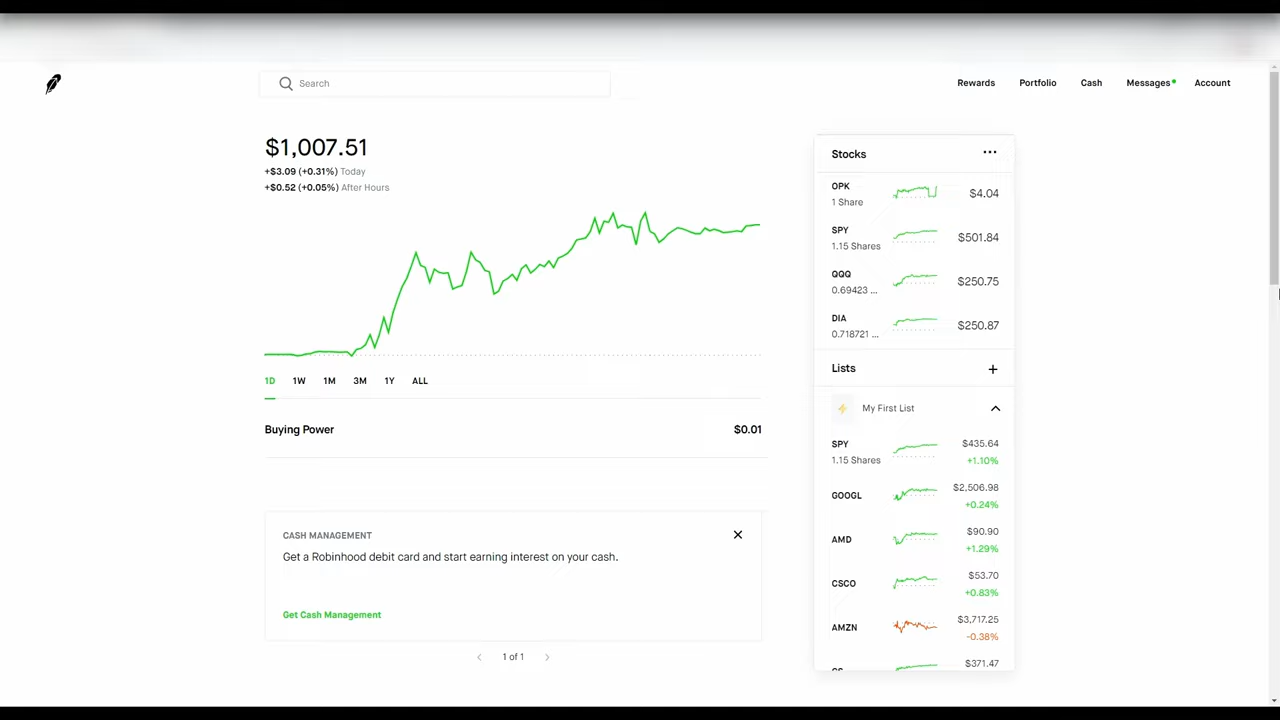 Search
Rewards
Portfolio
Cash
Messages
Account
$1,007.51
+$3.09 (+0.31%) Today
+$0.52 (+0.05%) After Hours
1D 1W 1M 3M 1Y ALL
Buying Power $0.01
CASH MANAGEMENT
Get a Robinhood debit card and start earning interest on your cash.
Get Cash Management
1 of 1
Stocks
OPK
1 Share
$4.04
SPY
1.15 Shares
$501.84
QQQ
0.69423 ...
$250.75
DIA
0.718721 ...
$250.87
Lists
My First List
SPY
1.15 Shares
$435.64
+1.10%
GOOGL
$2,506.98
+0.24%
AMD
$90.90
+1.29%
CSCO
$53.70
+0.83%
AMZN
$3,717.25
-0.38%
$371.47